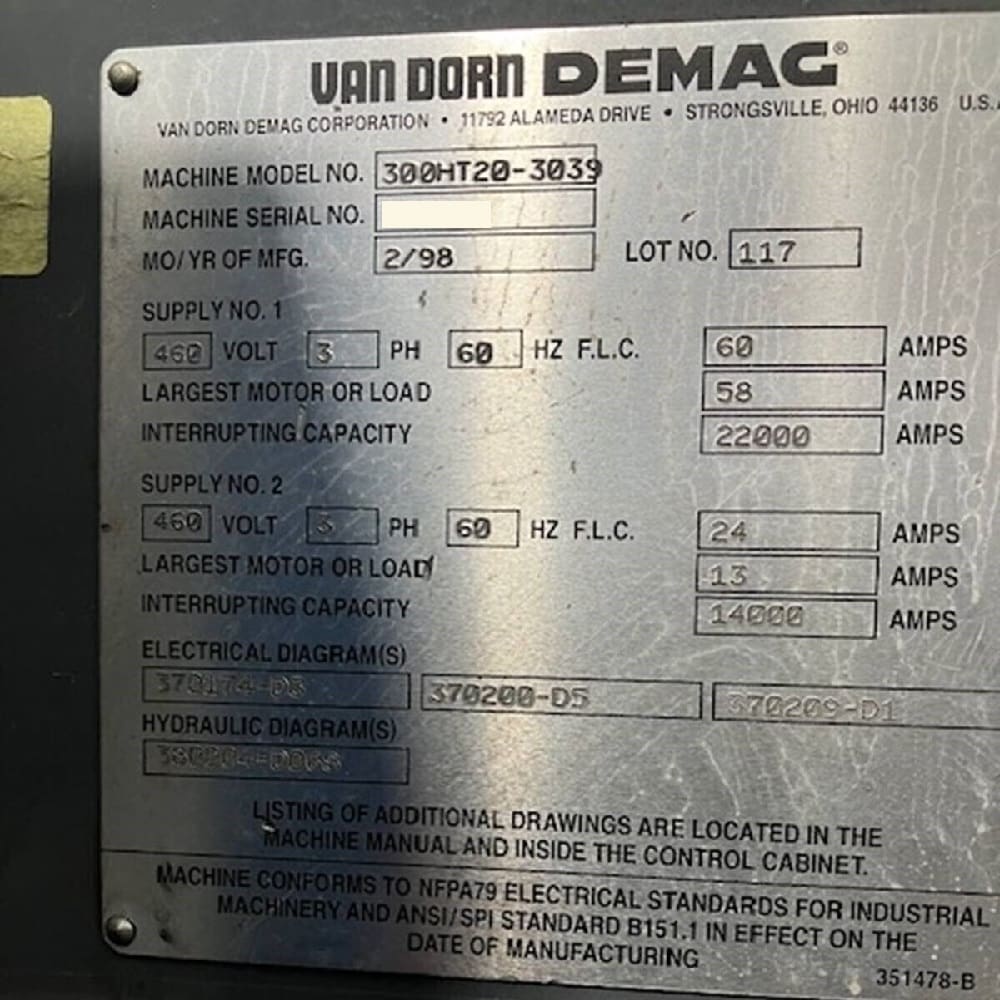 VAN DORN DEMAG®
VAN DORN DEMAG CORPORATION • 11792 ALAMEDA DRIVE • STRONGSVILLE, OHIO 44136 U.S.A
MACHINE MODEL NO. 300HT20-3039
MACHINE SERIAL NO.
MO/YR OF MFG. 2/98 LOT NO. 117
SUPPLY NO. 1
460 VOLT 3 PH 60 HZ F.L.C. 60 AMPS
LARGEST MOTOR OR LOAD 58 AMPS
INTERRUPTING CAPACITY 22000 AMPS
SUPPLY NO. 2
460 VOLT 3 PH 60 HZ F.L.C. 24 AMPS
LARGEST MOTOR OR LOAD 13 AMPS
INTERRUPTING CAPACITY 14000 AMPS
ELECTRICAL DIAGRAM(S)
370174-D5 370200-D5 370209-D1
HYDRAULIC DIAGRAM(S)
LISTING OF ADDITIONAL DRAWINGS ARE LOCATED IN THE
MACHINE MANUAL AND INSIDE THE CONTROL CABINET.
MACHINE CONFORMS TO NFPA79 ELECTRICAL STANDARDS FOR INDUSTRIAL
MACHINERY AND ANSI/SPI STANDARD B151.1 IN EFFECT ON THE
DATE OF MANUFACTURING
351478-B